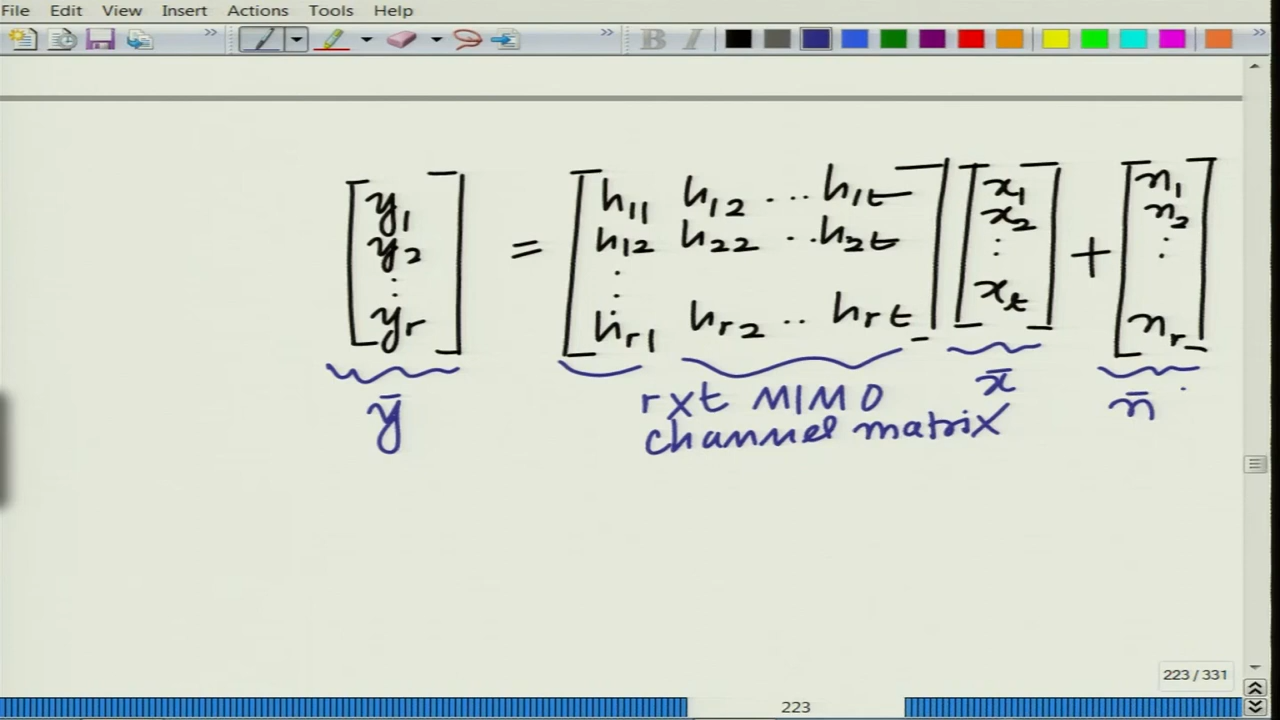 File Edit View Insert Actions Tools Help
[y₁ y₂ ⋮ yᵣ] = [h₁₁ h₁₂ ... h₁ₜ; h₁₂ h₂₂ ..h₂ₜ; ⋮ hᵣ₁ hᵣ₂ .. hᵣₜ] [x₁ x₂ ⋮ xₜ] + [n₁ n₂ ⋮ nᵣ]
ȳ r×t MIMO channel matrix x̄ n̄
223 / 331
223